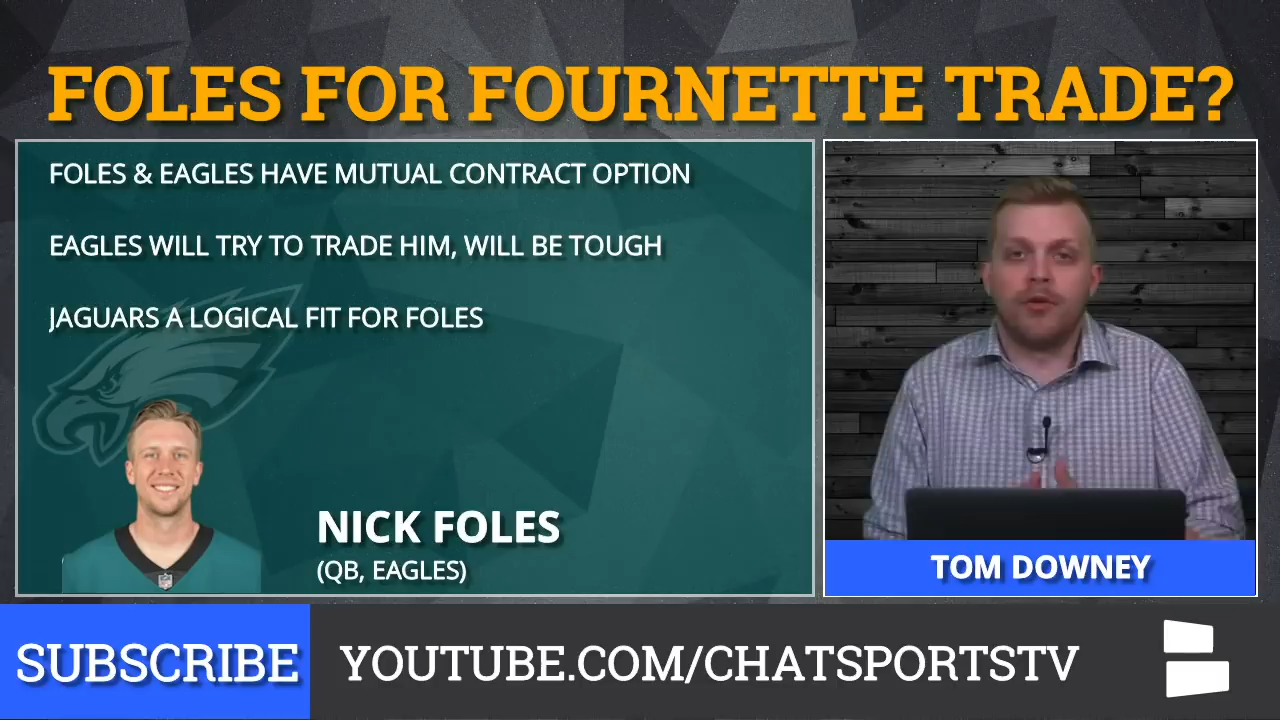 FOLES FOR FOURNETTE TRADE?
FOLES & EAGLES HAVE MUTUAL CONTRACT OPTION
EAGLES WILL TRY TO TRADE HIM, WILL BE TOUGH
JAGUARS A LOGICAL FIT FOR FOLES
NICK FOLES
(QB, EAGLES)
TOM DOWNEY
SUBSCRIBE
YOUTUBE.COM/CHATSPORTSTV